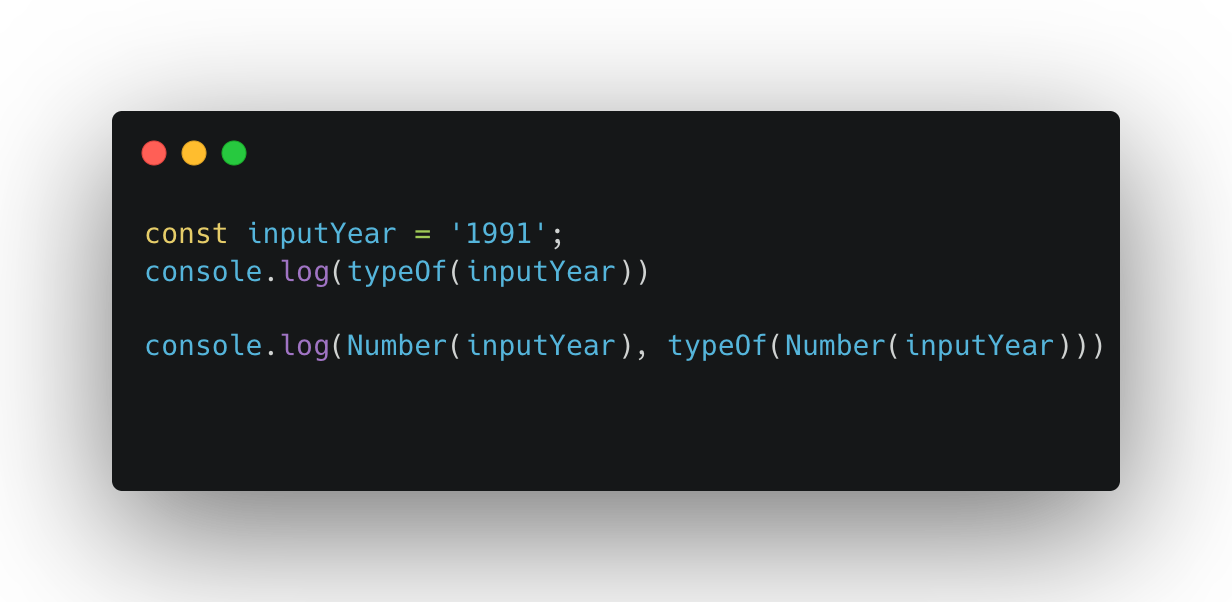 const inputYear = '1991';
console.log(typeOf(inputYear))
console.log(Number(inputYear), typeOf(Number(inputYear)))